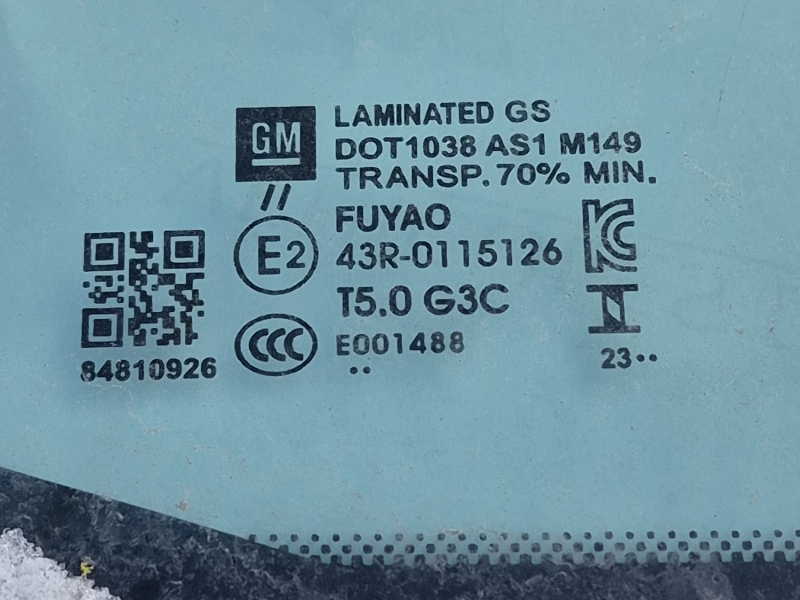 GM
LAMINATED GS
DOT1038 AS1 M149
TRANSP. 70% MIN.
//
FUYAO
E2
43R-0115126
KC
T5.0 G3C
CCC
E001488
..
84810926
I
23..